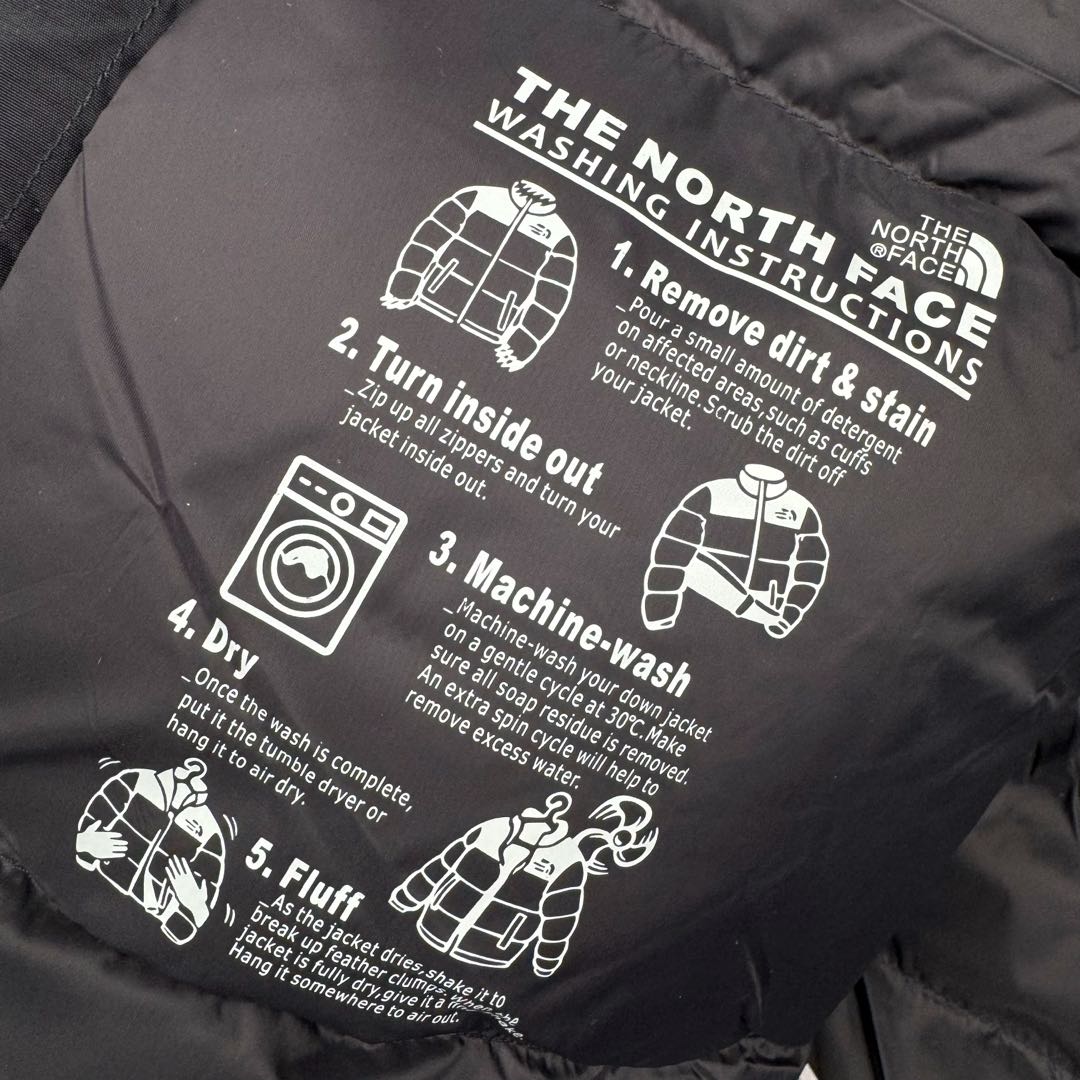 THE NORTH FACE
WASHING INSTRUCTIONS
THE
NORTH
®FACE
1. Remove dirt & stain
_Pour a small amount of detergent
on affected areas,such as cuffs
or neckline.Scrub the dirt off
your jacket.
2. Turn inside out
_Zip up all zippers and turn your
jacket inside out.
3. Machine-wash
_Machine-wash your down jacket
on a gentle cycle at 30℃.Make
sure all soap residue is removed.
An extra spin cycle will help to
remove excess water.
4. Dry
_Once the wash is complete,
put it the tumble dryer or
hang it to air dry.
5. Fluff
_As the jacket dries,shake it to
break up feather clumps.when the
jacket is fully dry,give it a shake.
Hang it somewhere to air out.